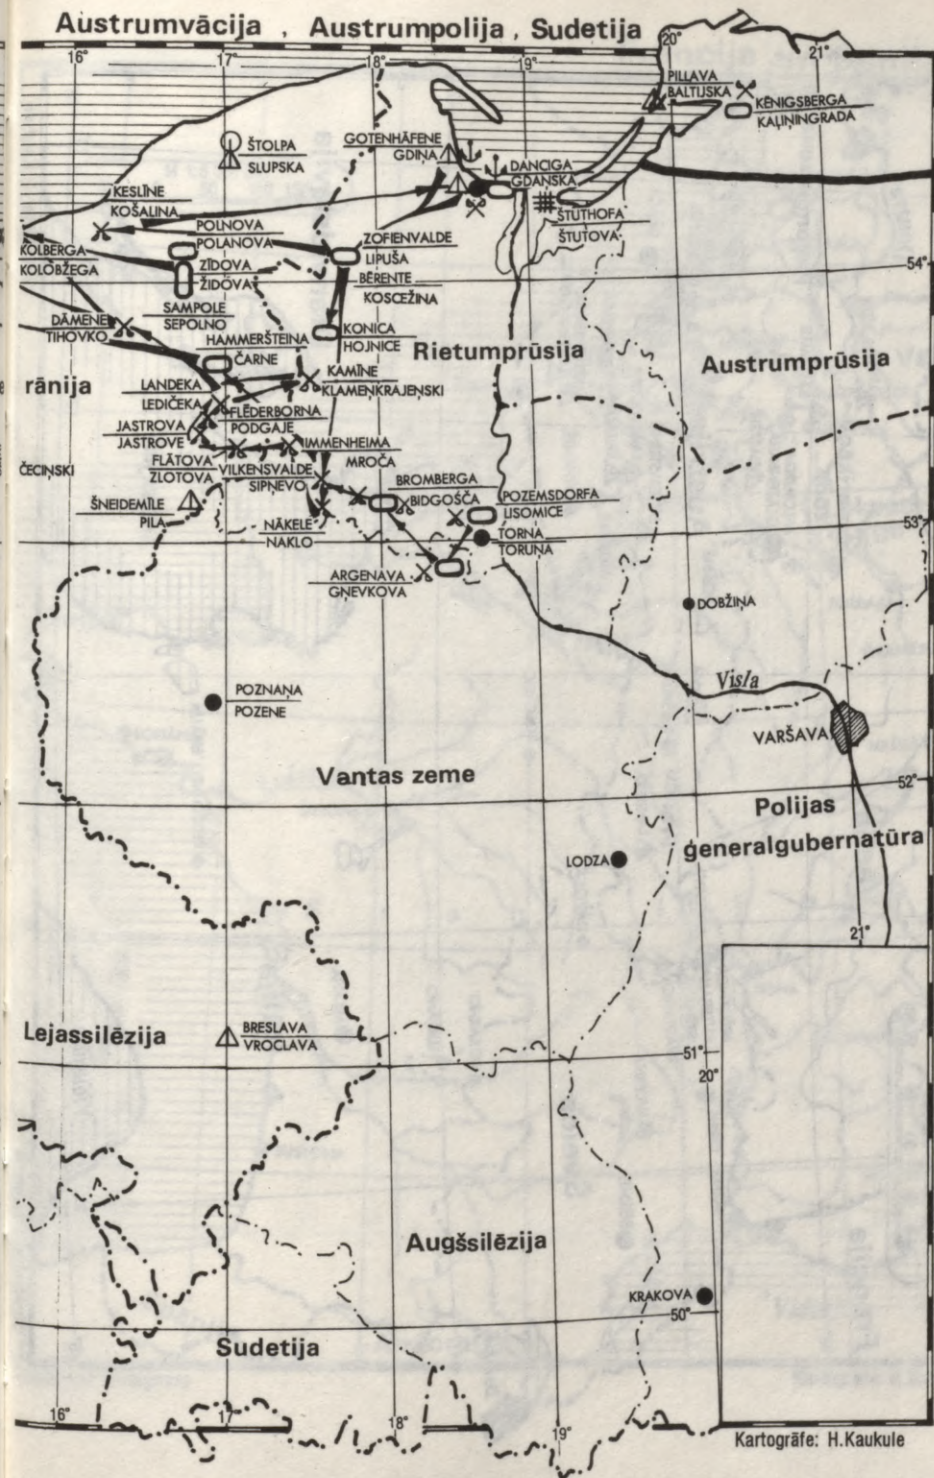 Austrumvācija , Austrumpolija, Sudetija
16°
17°
18°
19°
20°
21°
PILLAVA
BALTIJSKA
KĒNIGSBERGA
KAĻIŅINGRADA
ŠTOLPA
SLUPSKA
GOTENHĀFENE
GDIŅA
DANCIGA
GDAŅSKA
KESLĪNE
KOŠALINA
ŠTUTHOFA
ŠTUTOVA
POLNOVA
POLANOVA
ZOFIENVALDE
LIPUŠA
KOLBERGA
KOLOBŽEGA
ZĪDOVA
ŽIDOVA
BĒRENTE
KOSCEŽINA
54°
SAMPOLE
SEPOLNO
DĀMENE
TIHOVKO
HAMMERŠTEINA
ČARNE
KONICA
HOJNICE
Rietumprūsija
Austrumprūsija
rānija
LANDEKA
LEDIČEKA
KAMĪNE
KLAMEŅKRAJENSKI
FLĒDERBORNA
PODGAJE
JASTROVA
JASTROVE
IMMENHEIMA
MROČA
ČECIŅSKI
FLĀTOVA
ZLOTOVA
VILKENSVALDE
SIPŅEVO
BROMBERGA
BIDGOŠČA
POZEMSDORFA
LISOMICE
ŠNEIDEMĪLE
PILA
53°
NĀKELE
NAKLO
TORNA
TORUŅA
ARGENAVA
GŅEVKOVA
DOBŽIŅA
Visla
POZNAŅA
POZENE
VARŠAVA
Vantas zeme
52°
Polijas
ģeneralgubernatūra
LODZA
21°
Lejassilēzija
BRESLAVA
VROCLAVA
51°
20°
Augšsilēzija
KRAKOVA
50°
Sudetija
16°
17°
18°
19°
Kartogrāfe: H.Kaukule